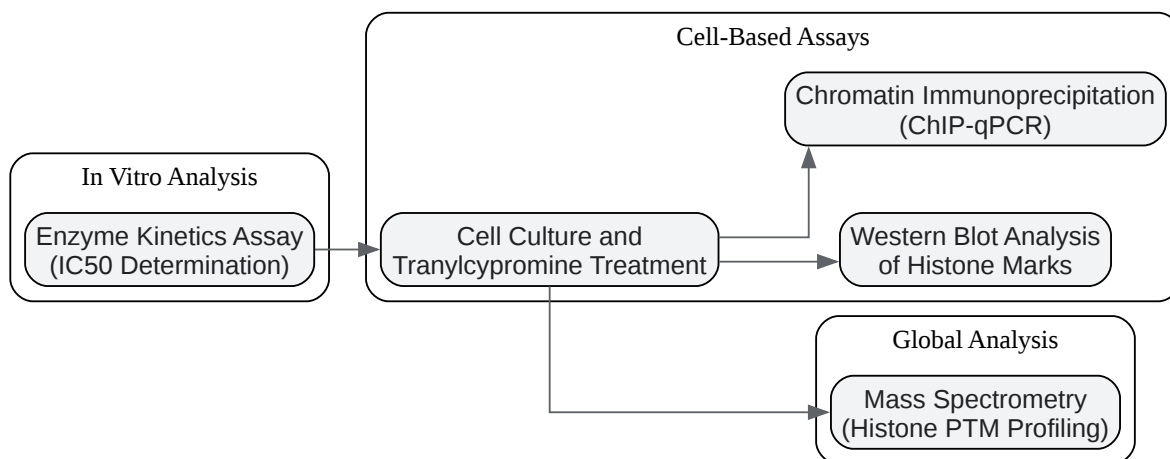 Cell-Based Assays
Chromatin Immunoprecipitation
(ChIP-qPCR)
In Vitro Analysis
Enzyme Kinetics Assay
(IC50 Determination)
Cell Culture and
Tranylcypromine Treatment
Western Blot Analysis
of Histone Marks
Global Analysis
Mass Spectrometry
(Histone PTM Profiling)